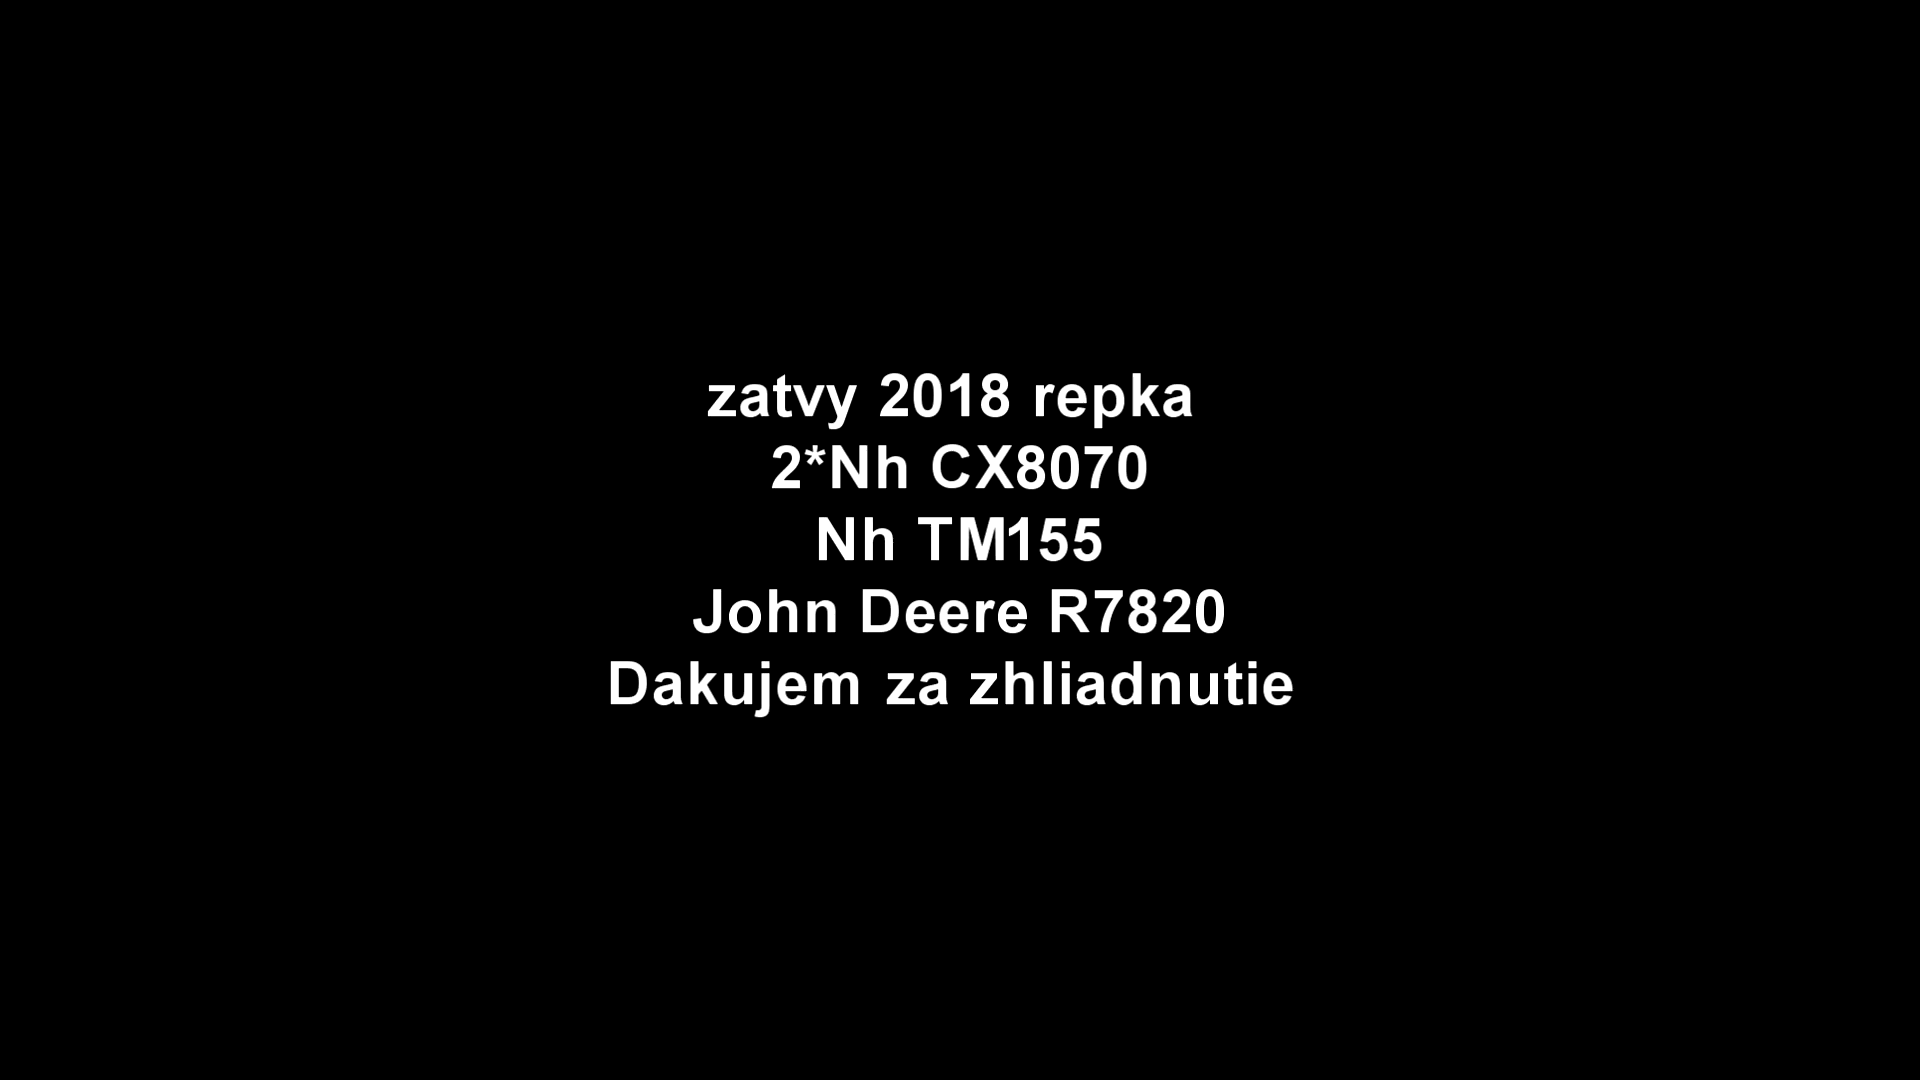 zatvy 2018 repka
2*Nh CX8070
Nh TM155
John Deere R7820
Dakujem za zhliadnutie